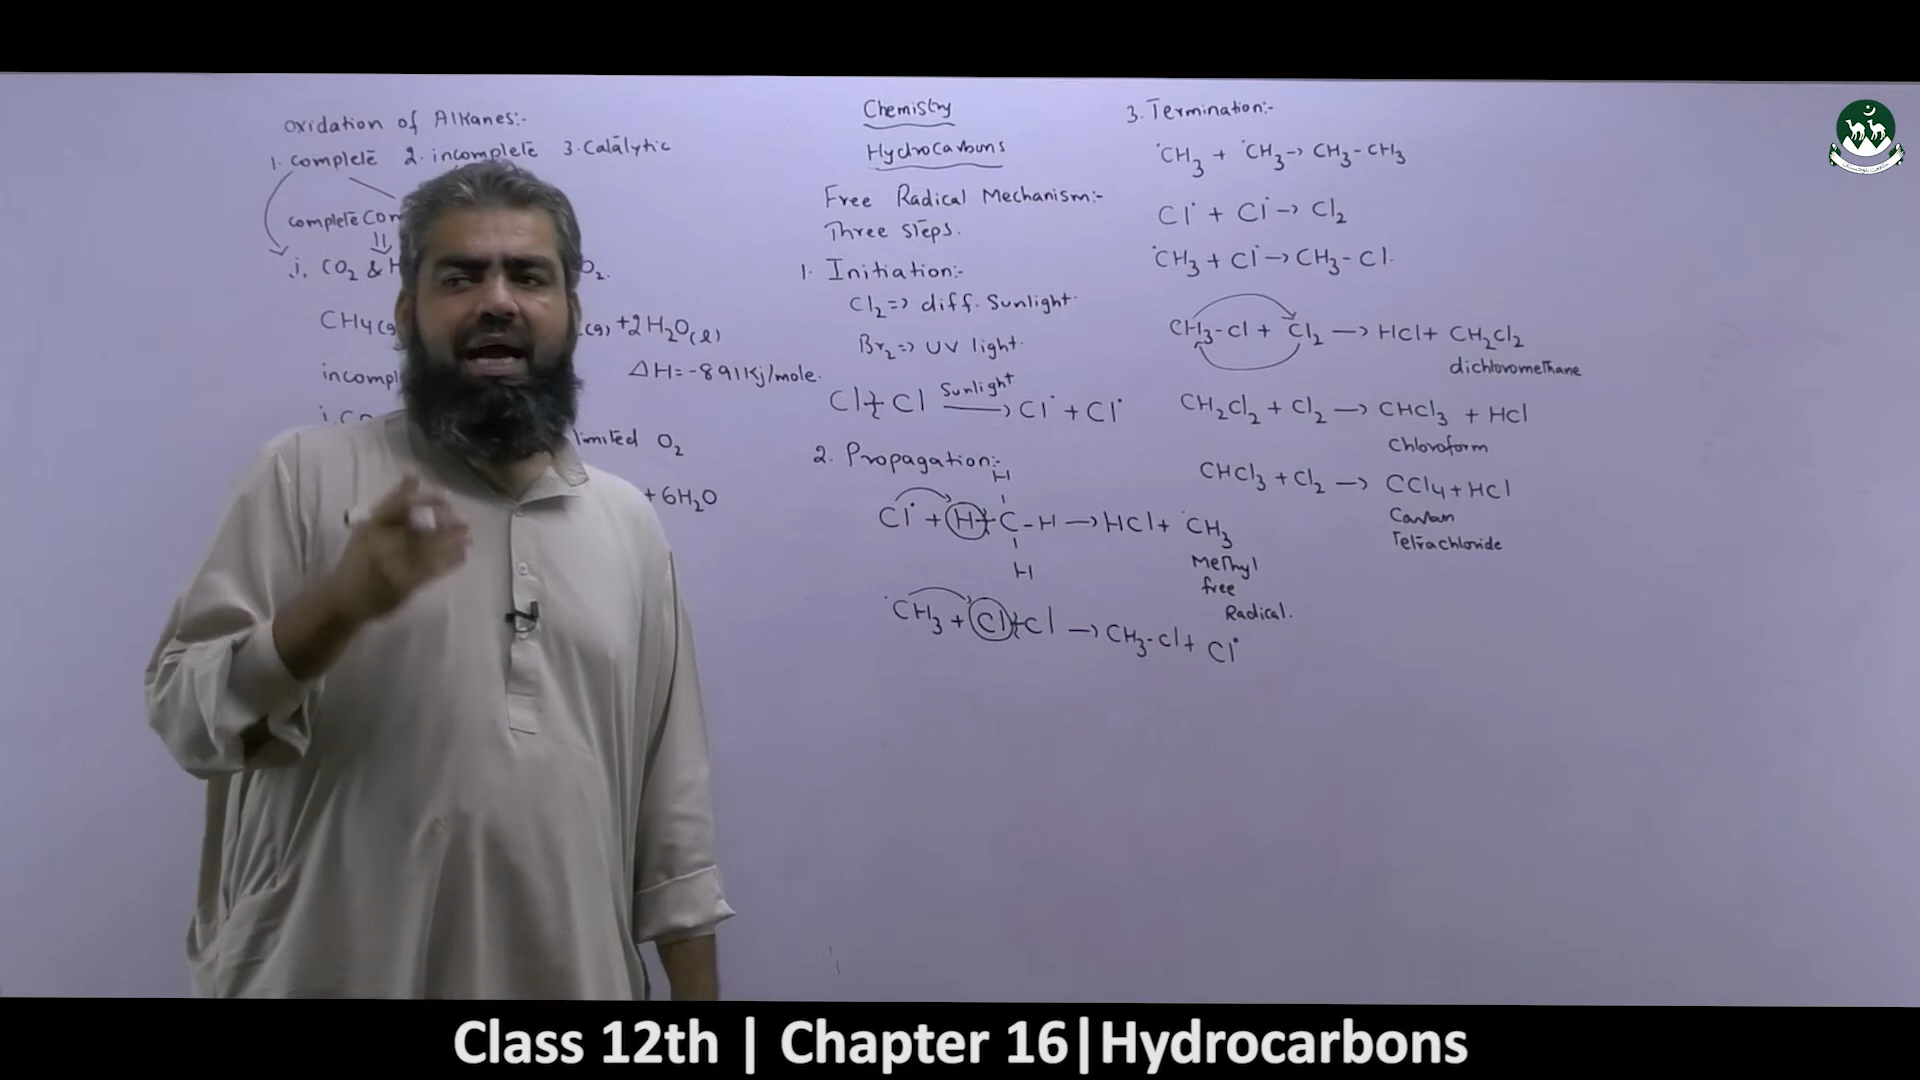 Oxidation of Alkanes:-
1. complete 2. incomplete 3. Catalytic
complete Com
i. CO₂ & H O₂.
CH₄(g) (g) + 2H₂O(l)
ΔH = -891 Kj/mole.
incompl
i. Co limited O₂
+ 6H₂O
Chemistry
Hydrocarbons
Free Radical Mechanism:-
Three steps.
1. Initiation:-
Cl₂ => diff. Sunlight.
Br₂ => UV light.
Cl + Cl Sunlight → Cl˙ + Cl˙
2. Propagation:-
H
Cl˙ + H + C - H → HCl + ˙CH₃
H
Methyl
free
Radical.
˙CH₃ + Cl + Cl → CH₃-Cl + Cl˙
3. Termination:-
˙CH₃ + ˙CH₃ → CH₃-CH₃
Cl˙ + Cl˙ → Cl₂
˙CH₃ + Cl˙ → CH₃-Cl.
CH₃-Cl + Cl₂ → HCl + CH₂Cl₂
dichloromethane
CH₂Cl₂ + Cl₂ → CHCl₃ + HCl
Chloroform
CHCl₃ + Cl₂ → CCl₄ + HCl
Carbon
Tetrachloride
Class 12th | Chapter 16|Hydrocarbons